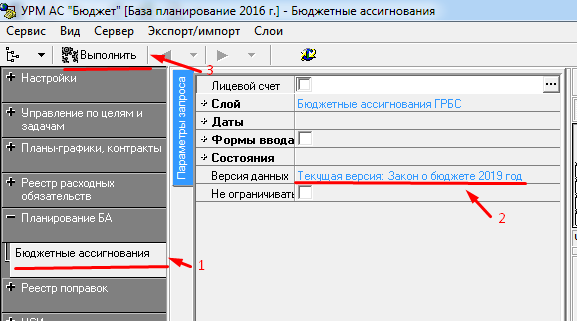 УРМ АС "Бюджет" [База планирование 2016 г.] - Бюджетные ассигнования
Сервис Вид Сервер Экспорт/импорт Слои
Выполнить
3
Настройки
Управление по целям и
задачам
Планы-графики, контракты
Реестр расходных
обязательств
Планирование БА
Бюджетные ассигнования
1
Реестр поправок
Параметры запроса
Лицевой счет
Слой Бюджетные ассигнования ГРБС
Даты
Формы ввода
Состояния
Версия данных Текущая версия: Закон о бюджете 2019 год
Не ограничивать
2